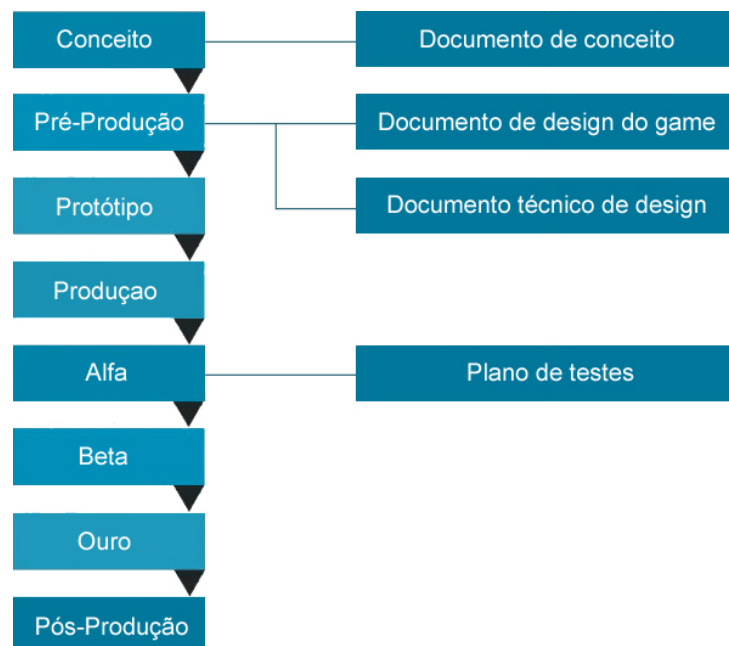 Conceito
Documento de conceito
Pré-Produção
Documento de design do game
Protótipo
Documento técnico de design
Produçao
Alfa
Plano de testes
Beta
Ouro
Pós-Produção